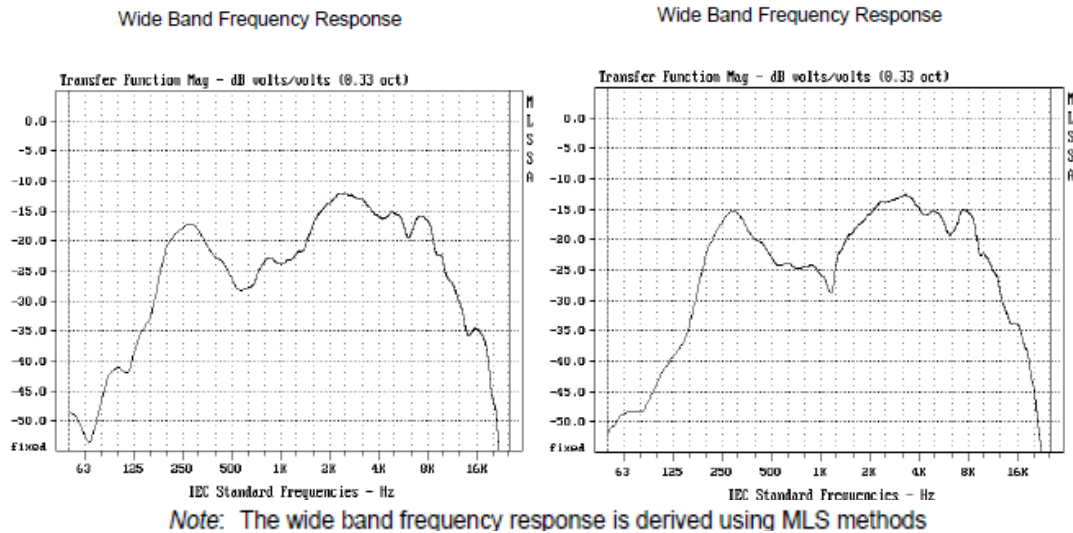 Wide Band Frequency Response
Transfer Function Mag - dB volts/volts (0.33 oct)
0.0
-5.0
-10.0
-15.0
-20.0
-25.0
-30.0
-35.0
-40.0
-45.0
-50.0
fixed
63 125 250 500 1K 2K 4K 8K 16K
IEC Standard Frequencies - Hz
MLSSA
Wide Band Frequency Response
Transfer Function Mag - dB volts/volts (0.33 oct)
0.0
-5.0
-10.0
-15.0
-20.0
-25.0
-30.0
-35.0
-40.0
-45.0
-50.0
fixed
63 125 250 500 1K 2K 4K 8K 16K
IEC Standard Frequencies - Hz
MLSSA
Note: The wide band frequency response is derived using MLS methods